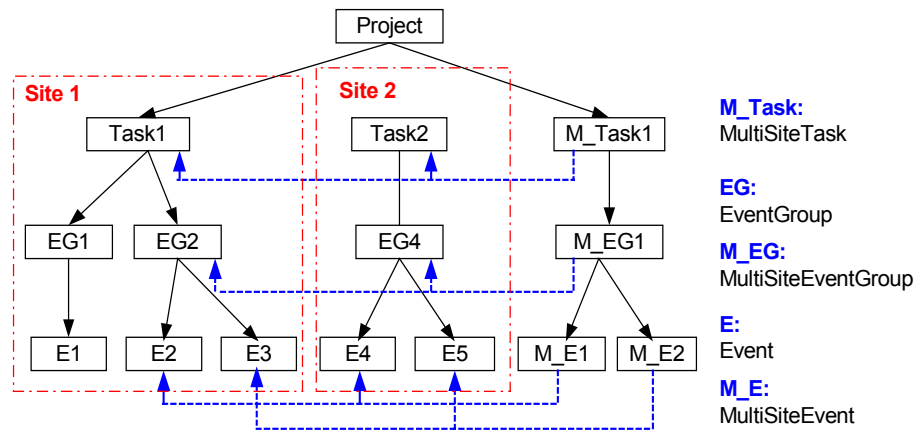 Project
Site 1
Site 2
Task1
Task2
M_Task1
M_Task:
MultiSiteTask
EG:
EventGroup
EG1
EG2
EG4
M_EG1
M_EG:
MultiSiteEventGroup
E1
E2
E3
E4
E5
M_E1
M_E2
E:
Event
M_E:
MultiSiteEvent